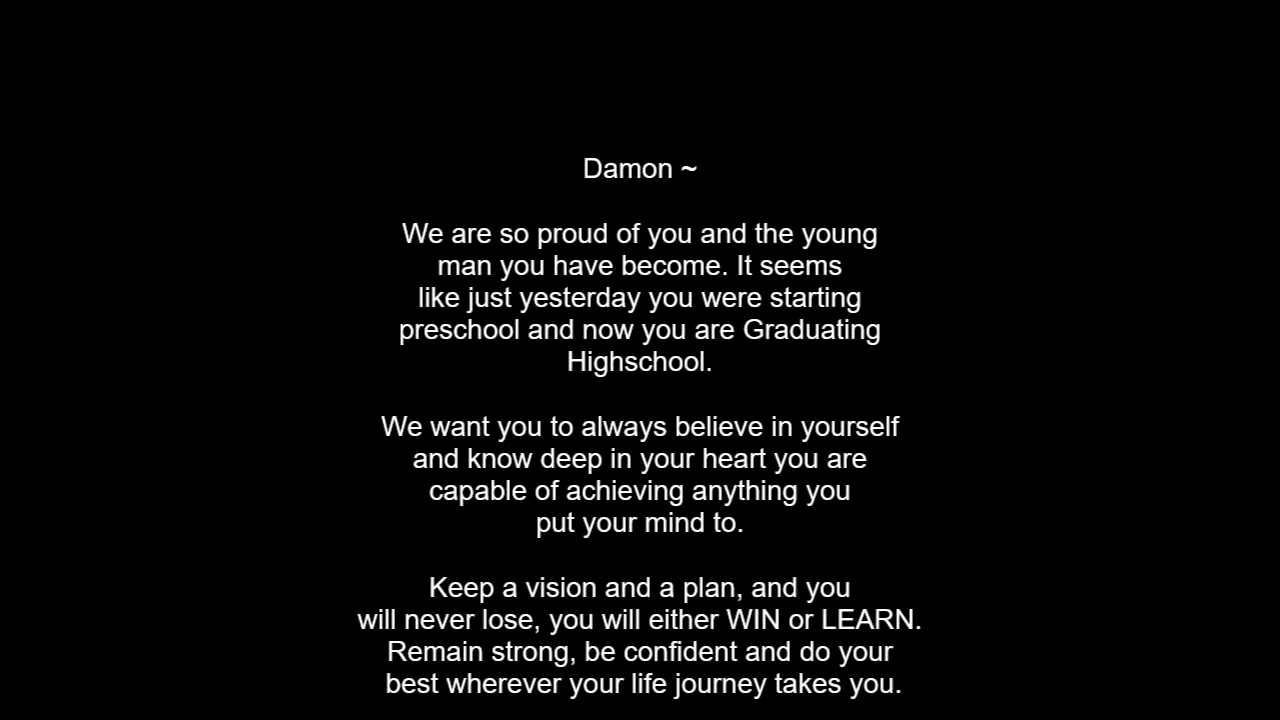 Damon ~
We are so proud of you and the young
man you have become. It seems
like just yesterday you were starting
preschool and now you are Graduating
Highschool.
We want you to always believe in yourself
and know deep in your heart you are
capable of achieving anything you
put your mind to.
Keep a vision and a plan, and you
will never lose, you will either WIN or LEARN.
Remain strong, be confident and do your
best wherever your life journey takes you.